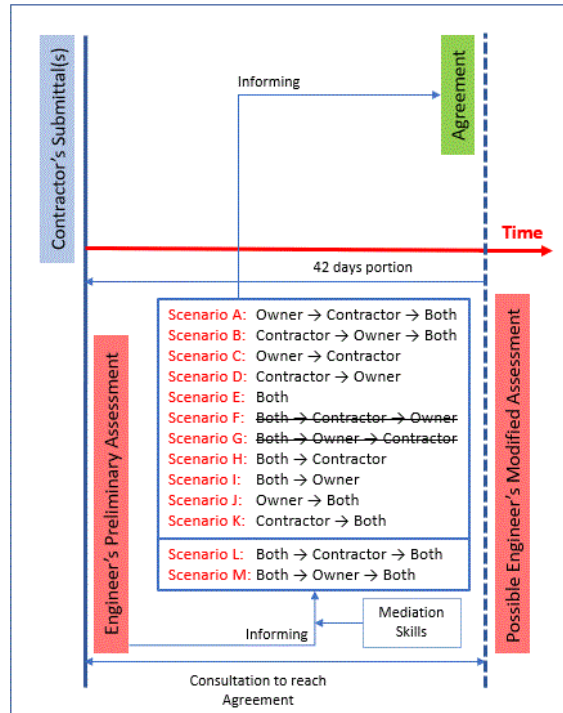 Contractor's Submittal(s)
Informing
Agreement
Time
42 days portion
Engineer's Preliminary Assessment
Scenario A: Owner → Contractor → Both
Scenario B: Contractor → Owner → Both
Scenario C: Owner → Contractor
Scenario D: Contractor → Owner
Scenario E: Both
Scenario F: Both → Contractor → Owner
Scenario G: Both → Owner → Contractor
Scenario H: Both → Contractor
Scenario I: Both → Owner
Scenario J: Owner → Both
Scenario K: Contractor → Both
Scenario L: Both → Contractor → Both
Scenario M: Both → Owner → Both
Possible Engineer's Modified Assessment
Informing
Mediation
Skills
Consultation to reach
Agreement